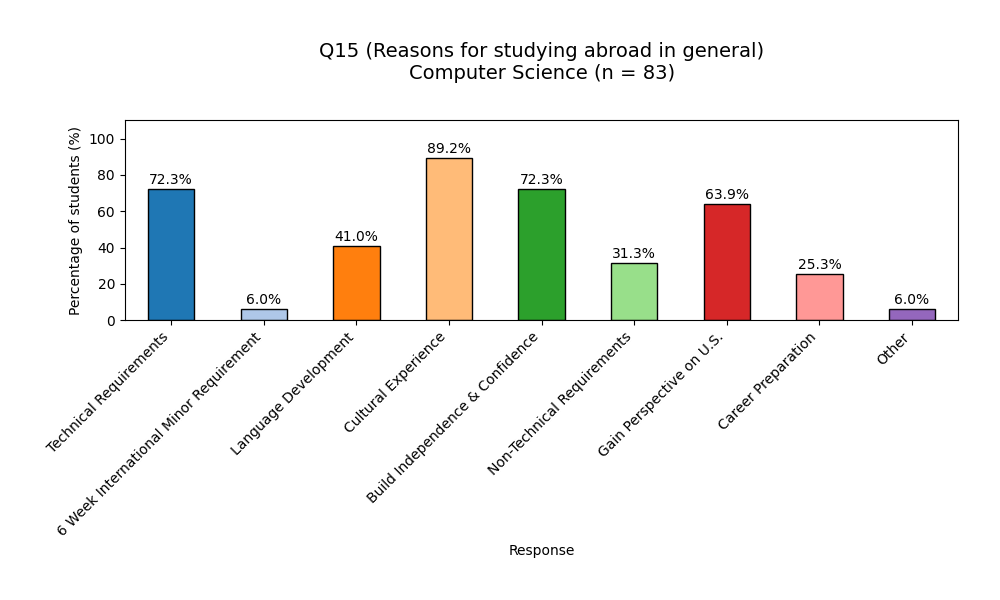 Q15 (Reasons for studying abroad in general)
Computer Science (n = 83)
Percentage of students (%)
100
80
60
40
20
0
72.3%
6.0%
41.0%
89.2%
72.3%
31.3%
63.9%
25.3%
6.0%
Technical Requirements
6 Week International Minor Requirement
Language Development
Cultural Experience
Build Independence & Confidence
Non-Technical Requirements
Gain Perspective on U.S.
Career Preparation
Other
Response